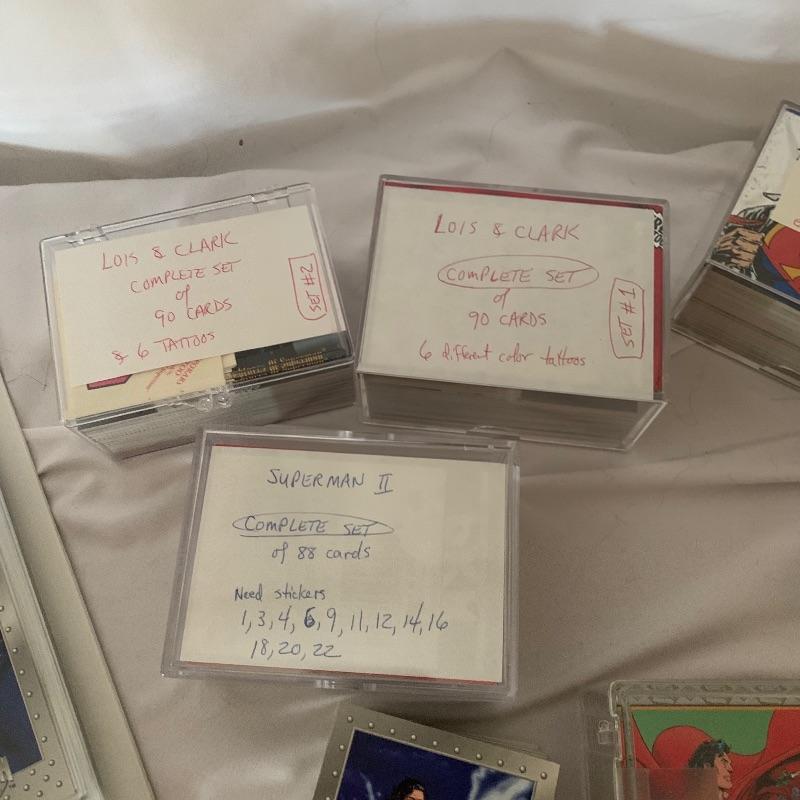 LOIS & CLARK
COMPLETE SET
of
90 CARDS
& 6 TATTOOS
SET #2
LOIS & CLARK
COMPLETE SET
of
90 CARDS
6 different color tattoos
SET #1
SUPERMAN II
COMPLETE SET
of 88 cards
Need stickers
1, 3, 4, 6, 9, 11, 12, 14, 16
18, 20, 22